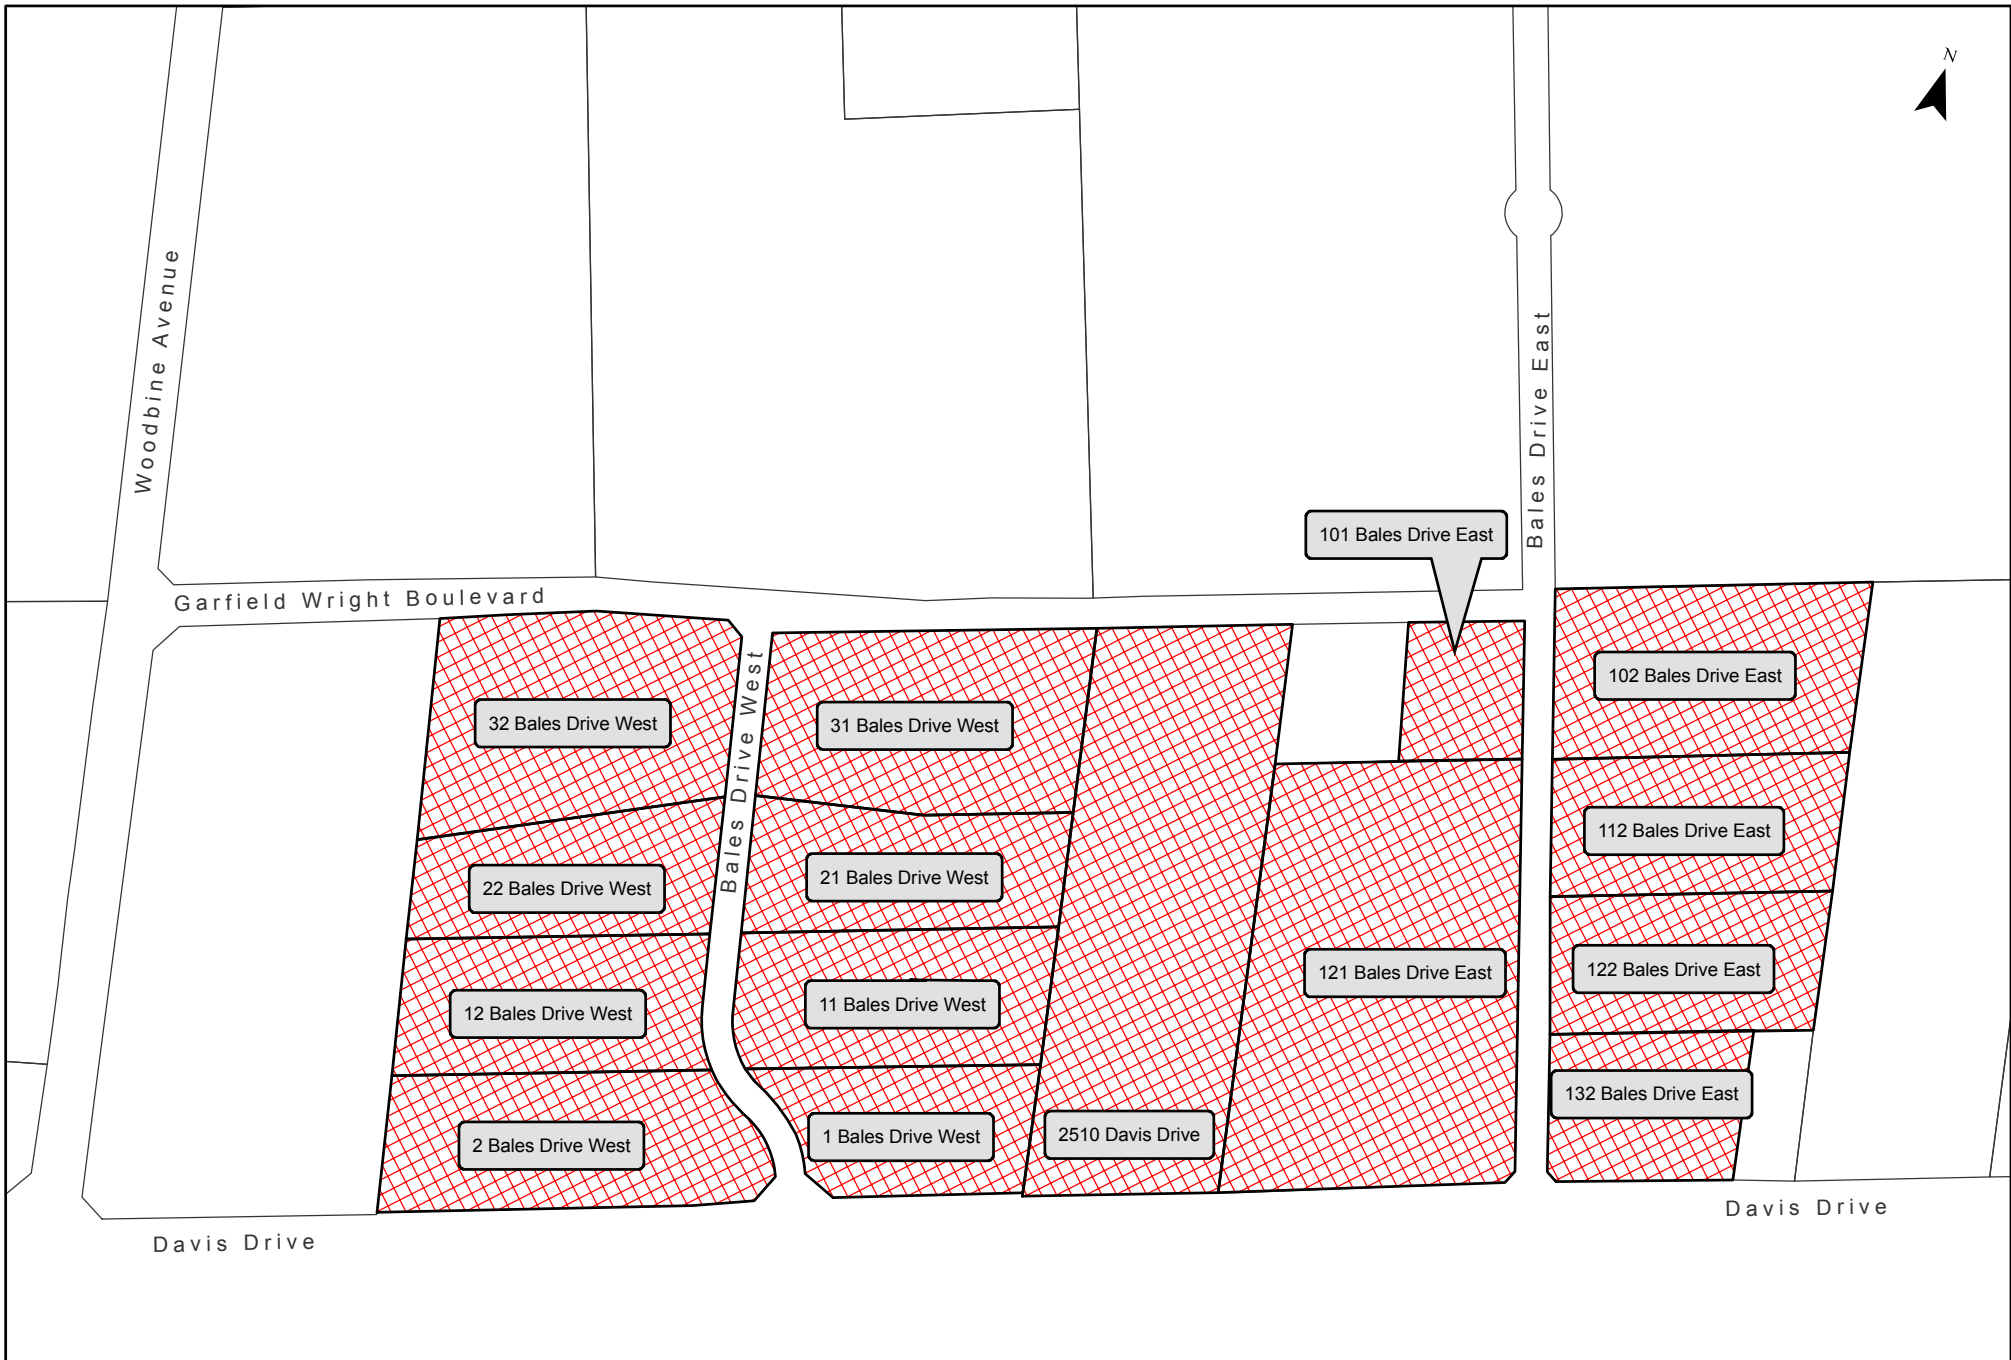 N
Woodbine Avenue
Bales Drive East
101 Bales Drive East
Garfield Wright Boulevard
102 Bales Drive East
32 Bales Drive West
Bales Drive West
31 Bales Drive West
112 Bales Drive East
22 Bales Drive West
21 Bales Drive West
121 Bales Drive East
122 Bales Drive East
12 Bales Drive West
11 Bales Drive West
132 Bales Drive East
2 Bales Drive West
1 Bales Drive West
2510 Davis Drive
Davis Drive
Davis Drive